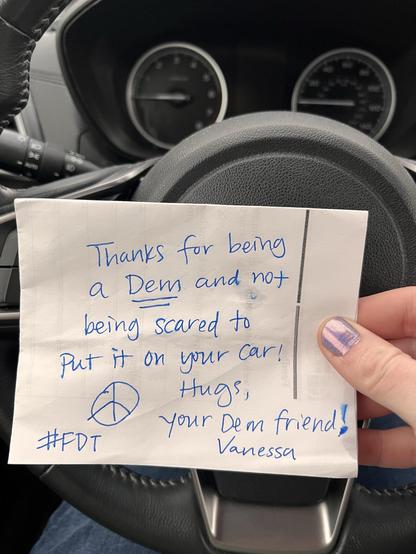 Thanks for being
a Dem and not
being scared to
put it on your car!
Hugs,
your Dem friend!
#FDT
Vanessa